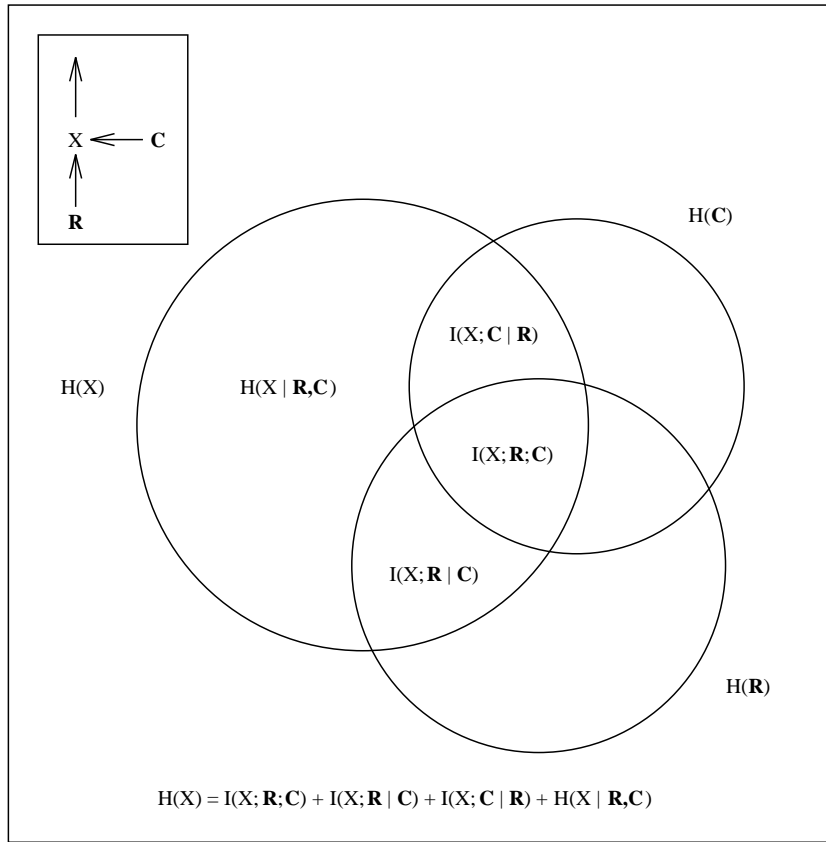 X
C
R
H(C)
I(X; C | R)
H(X)
H(X | R,C)
I(X; R; C)
I(X; R | C)
H(R)
H(X) = I(X; R; C) + I(X; R | C) + I(X; C | R) + H(X | R,C)